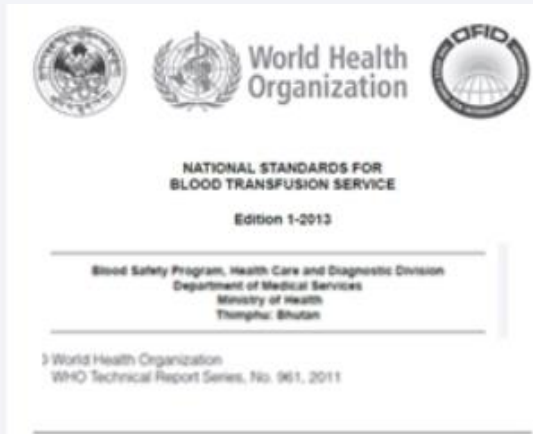 World Health
Organization
OFID
NATIONAL STANDARDS FOR
BLOOD TRANSFUSION SERVICE
Edition 1-2013
Blood Safety Program, Health Care and Diagnostic Division
Department of Medical Services
Ministry of Health
Thimphu: Bhutan
World Health Organization
WHO Technical Report Series, No. 961, 2011